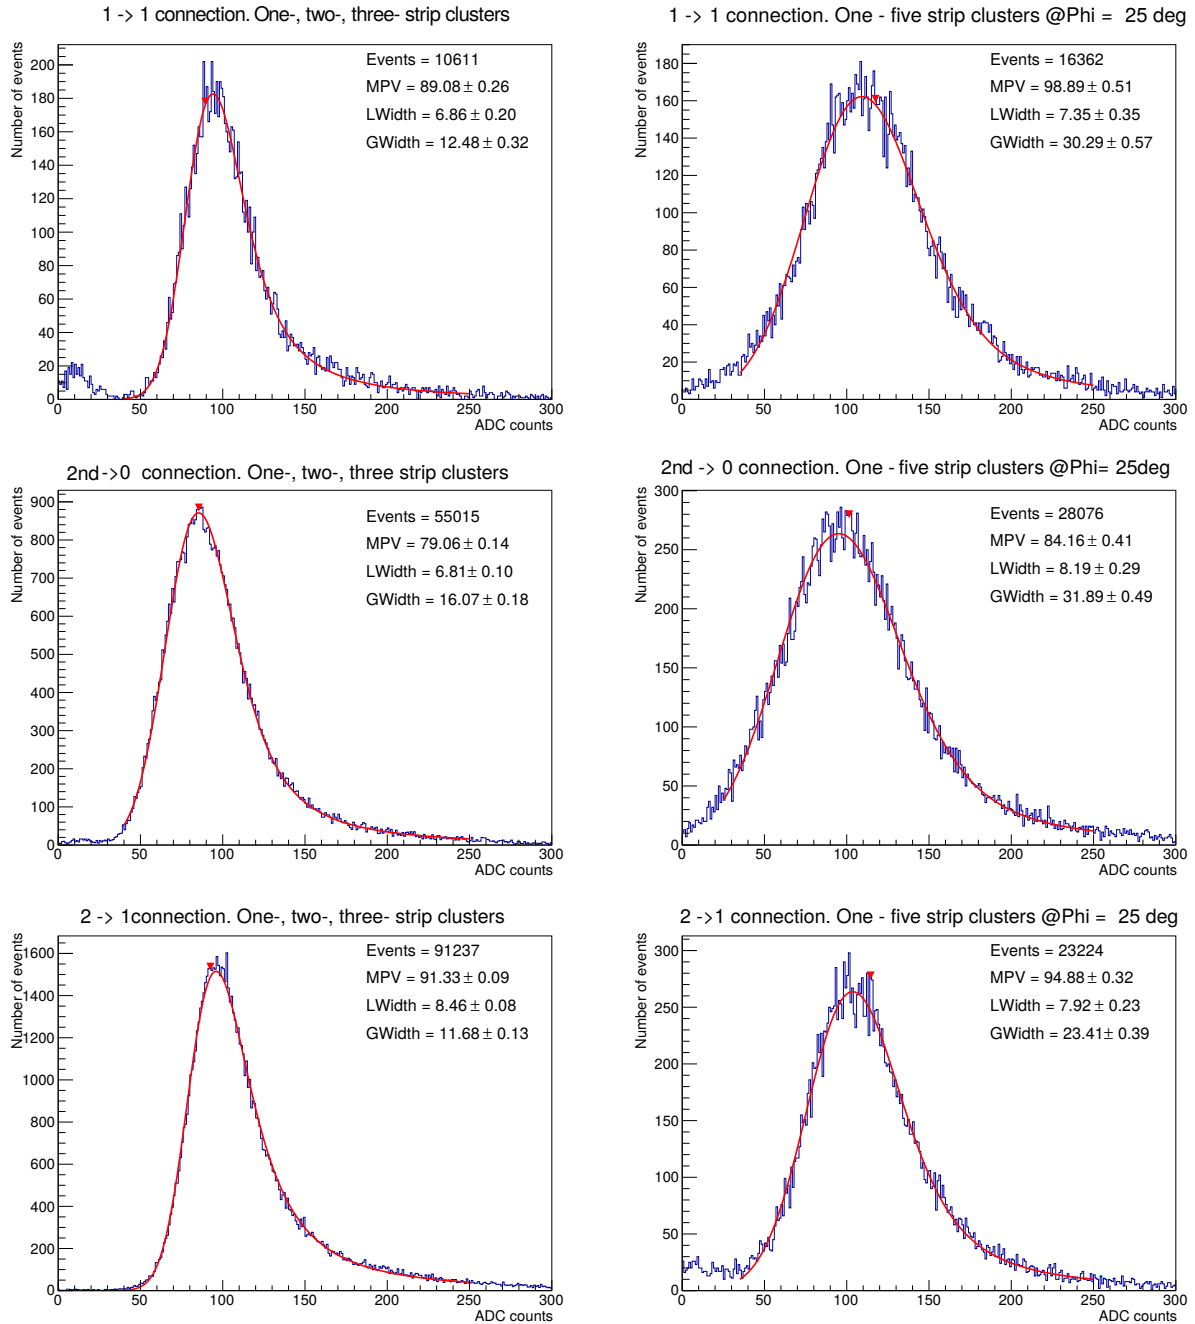 1 -> 1 connection. One-, two-, three- strip clusters
Number of events
200
180
160
140
120
100
80
60
40
20
0
Events = 10611
MPV = 89.08 ± 0.26
LWidth = 6.86 ± 0.20
GWidth = 12.48 ± 0.32
0 50 100 150 200 250 300
ADC counts
1 -> 1 connection. One - five strip clusters @Phi = 25 deg
Number of events
180
160
140
120
100
80
60
40
20
0
Events = 16362
MPV = 98.89 ± 0.51
LWidth = 7.35 ± 0.35
GWidth = 30.29 ± 0.57
0 50 100 150 200 250 300
ADC counts
2nd->0 connection. One-, two-, three strip clusters
Number of events
900
800
700
600
500
400
300
200
100
0
Events = 55015
MPV = 79.06 ± 0.14
LWidth = 6.81 ± 0.10
GWidth = 16.07 ± 0.18
0 50 100 150 200 250 300
ADC counts
2nd -> 0 connection. One - five strip clusters @Phi= 25deg
Number of events
300
250
200
150
100
50
0
Events = 28076
MPV = 84.16 ± 0.41
LWidth = 8.19 ± 0.29
GWidth = 31.89 ± 0.49
0 50 100 150 200 250 300
ADC counts
2 -> 1connection. One-, two-, three- strip clusters
Number of events
1600
1400
1200
1000
800
600
400
200
0
Events = 91237
MPV = 91.33 ± 0.09
LWidth = 8.46 ± 0.08
GWidth = 11.68 ± 0.13
0 50 100 150 200 250 300
ADC counts
2 ->1 connection. One - five strip clusters @Phi = 25 deg
Number of events
300
250
200
150
100
50
0
Events = 23224
MPV = 94.88 ± 0.32
LWidth = 7.92 ± 0.23
GWidth = 23.41± 0.39
0 50 100 150 200 250 300
ADC counts